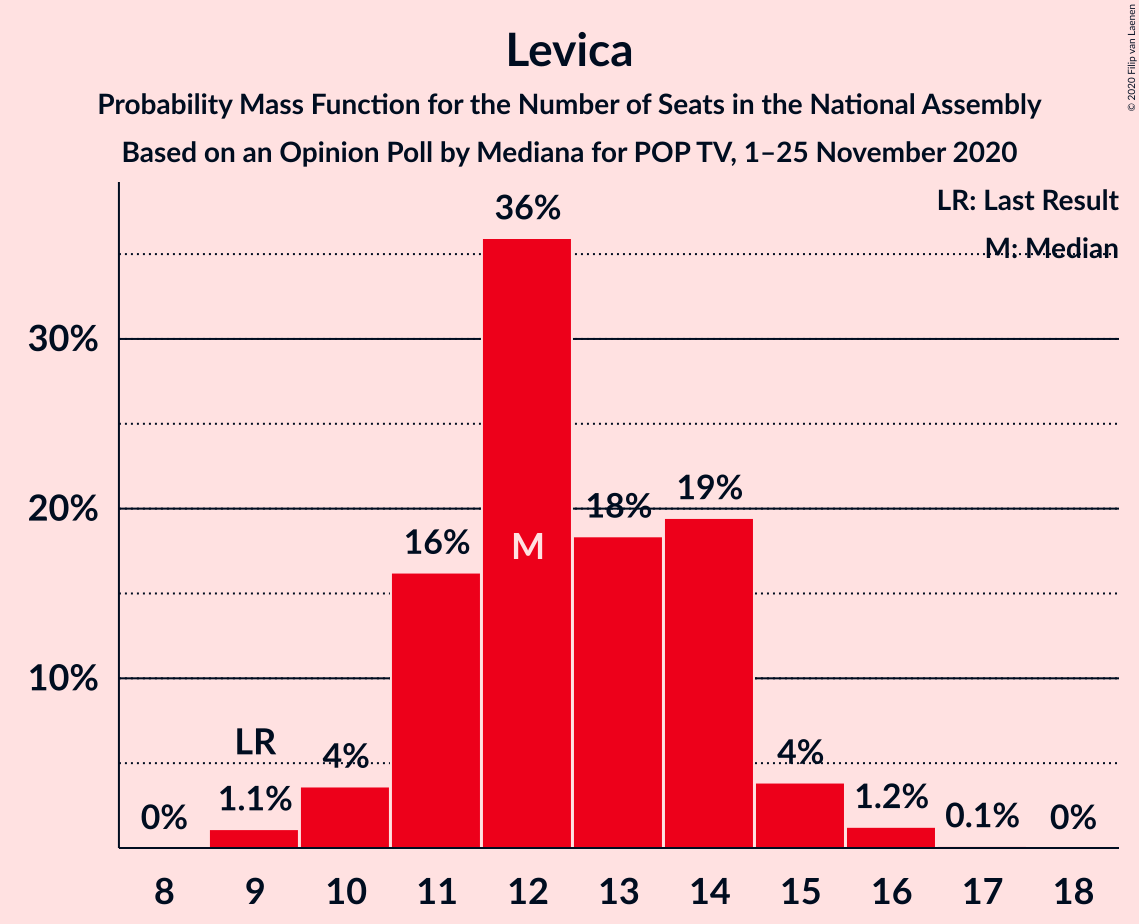 Levica
Probability Mass Function for the Number of Seats in the National Assembly
Based on an Opinion Poll by Mediana for POP TV, 1–25 November 2020
© 2020 Filip van Laenen
LR: Last Result
M: Median
36%
30%
20%
19%
18%
16%
M
10%
LR
4%
4%
1.1%
1.2%
0%
0.1%
0%
8 9 10 11 12 13 14 15 16 17 18